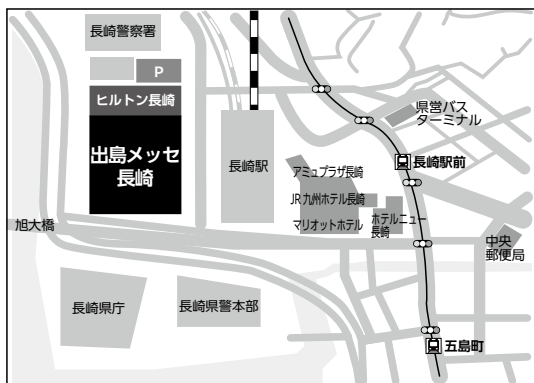 長崎警察署
P
ヒルトン長崎
出島メッセ
長崎
長崎駅
県営バス
ターミナル
長崎駅前
アミュプラザ長崎
JR九州ホテル長崎
マリオットホテル
ホテルニュー
長崎
旭大橋
中央
郵便局
長崎県庁
長崎県警本部
五島町